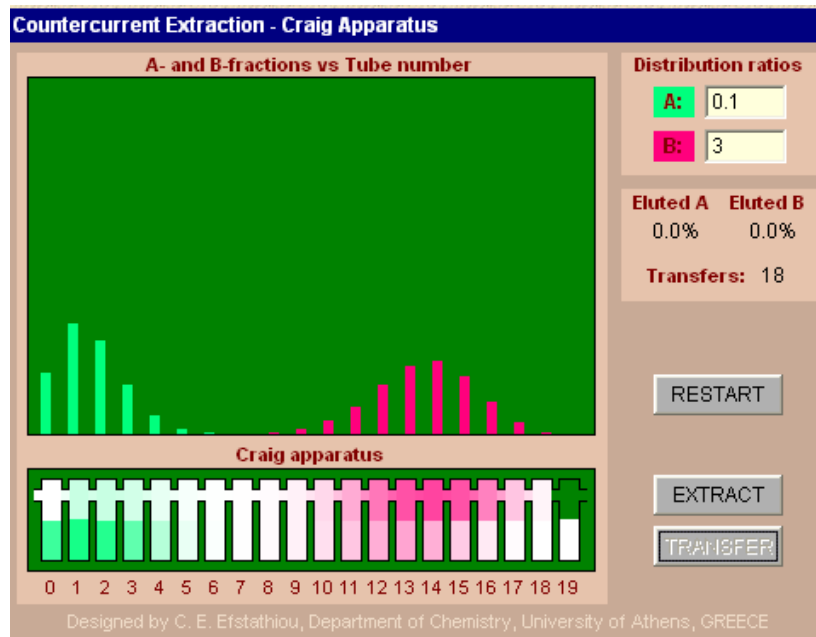 Countercurrent Extraction - Craig Apparatus
A- and B-fractions vs Tube number
Distribution ratios
A: 0.1
B: 3
Eluted A Eluted B
0.0% 0.0%
Transfers: 18
RESTART
Craig apparatus
EXTRACT
TRANSFER
0 1 2 3 4 5 6 7 8 9 10 11 12 13 14 15 16 17 18 19
Designed by C. E. Efstathiou, Department of Chemistry, University of Athens, GREECE